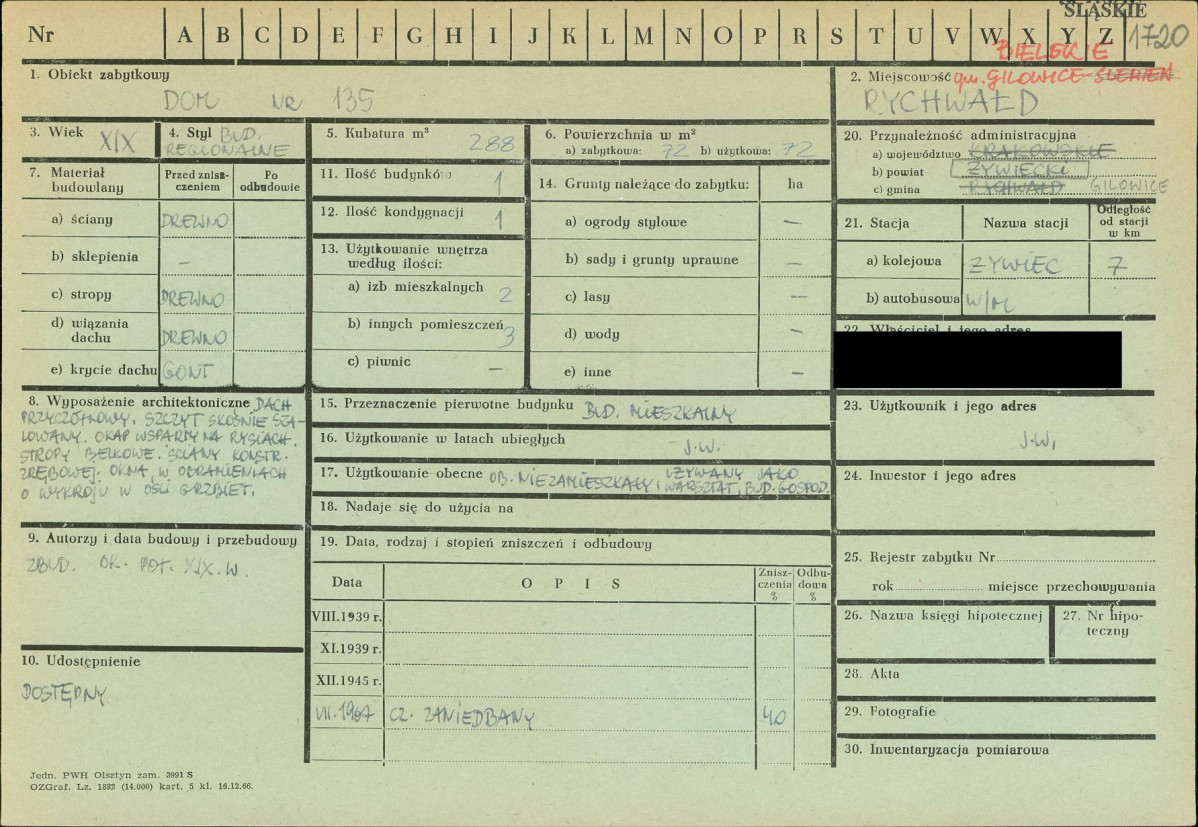 ŚLĄSKIE
Nr A B C D E F G H I J K L M N O P R S T U V W X Y Z 1720
BIELSKIE
1. Obiekt zabytkowy
DOM NR 135
2. Miejscowość gm. GILOWICE-ŚLEMIEŃ
RYCHWAŁD
3. Wiek XIX
4. Styl BUD.
REGIONALNE
5. Kubatura m³ 288
6. Powierzchnia w m²
a) zabytkowa: 72 b) użytkowa: 72
7. Materiał budowlany
Przed zniszczeniem
Po odbudowie
a) ściany DREWNO
b) sklepienia –
c) stropy DREWNO
d) wiązania dachu DREWNO
e) krycie dachu GONT
11. Ilość budynków 1
12. Ilość kondygnacji 1
13. Użytkowanie wnętrza
według ilości:
a) izb mieszkalnych 2
b) innych pomieszczeń 3
c) piwnic –
14. Grunty należące do zabytku: ha
a) ogrody stylowe –
b) sady i grunty uprawne –
c) lasy –
d) wody –
e) inne –
20. Przynależność administracyjna
a) województwo KRAKOWSKIE
b) powiat ŻYWIECKI
c) gmina RYCHWAŁD GILOWICE
21. Stacja
Nazwa stacji
Odległość
od stacji
w km
a) kolejowa ŻYWIEC 7
b) autobusowa W/M
22. Właściciel i jego adres
8. Wyposażenie architektoniczne DACH
PRZYCZÓŁKOWY. SZCZYT SKOŚNIE SZA-
LOWANY. OKAP WSPARTY NA RYSIACH.
STROPY BELKOWE. ŚCIANY KONSTR.
ZRĘBOWEJ. OKNA W OBRAMIENIACH
O WYKROJU W OŚLI GRZBIET.
15. Przeznaczenie pierwotne budynku BUD. MIESZKALNY
16. Użytkowanie w latach ubiegłych J.W.
17. Użytkowanie obecne OB. NIEZAMIESZKAŁY, UŻYWANY JAKO
WARSZTAT, BUD. GOSPOD.
18. Nadaje się do użycia na
23. Użytkownik i jego adres
J.W.
24. Inwestor i jego adres
9. Autorzy i data budowy i przebudowy
ZBUD. OK. POŁ. XIX. W.
10. Udostępnienie
DOSTĘPNY
19. Data, rodzaj i stopień zniszczeń i odbudowy
Data
OPIS
Znisz-
czenia
%
Odbu-
dowa
%
VIII.1939 r.
XI.1939 r.
XII.1945 r.
VII.1967 CZ. ZANIEDBANY 40
25. Rejestr zabytku Nr
rok miejsce przechowywania
26. Nazwa księgi hipotecznej
27. Nr hipo-
teczny
28. Akta
29. Fotografie
30. Inwentaryzacja pomiarowa
Jedn. PWH Olsztyn zam. 3991 S
OZGraf. Lz. 1882 (14.000) kart. 5 kl. 16.12.66.